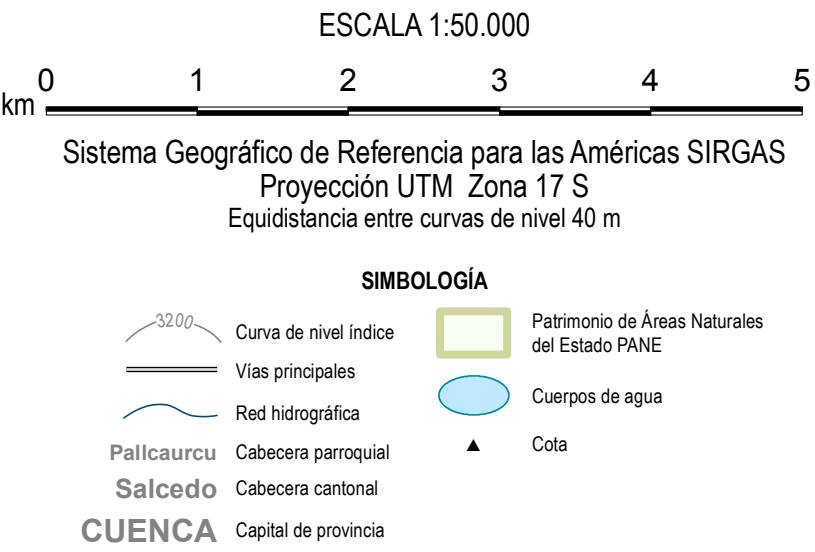 ESCALA 1:50.000
0 1 2 3 4 5
km
Sistema Geográfico de Referencia para las Américas SIRGAS
Proyección UTM Zona 17 S
Equidistancia entre curvas de nivel 40 m
SIMBOLOGÍA
3200 Curva de nivel índice
Vías principales
Red hidrográfica
Pallcaurcu Cabecera parroquial
Salcedo Cabecera cantonal
CUENCA Capital de provincia
Patrimonio de Áreas Naturales
del Estado PANE
Cuerpos de agua
Cota